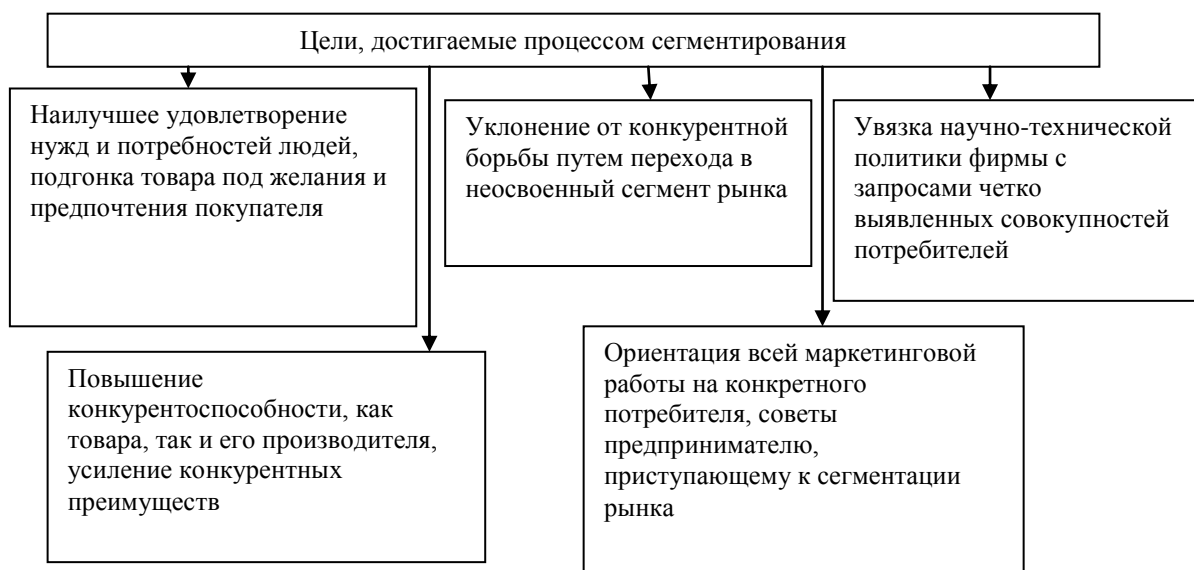 Цели, достигаемые процессом сегментирования
Наилучшее удовлетворение
нужд и потребностей людей,
подгонка товара под желания и
предпочтения покупателя
Уклонение от конкурентной
борьбы путем перехода в
неосвоенный сегмент рынка
Увязка научно-технической
политики фирмы с
запросами четко
выявленных совокупностей
потребителей
Повышение
конкурентоспособности, как
товара, так и его производителя,
усиление конкурентных
преимуществ
Ориентация всей маркетинговой
работы на конкретного
потребителя, советы
предпринимателю,
приступающему к сегментации
рынка